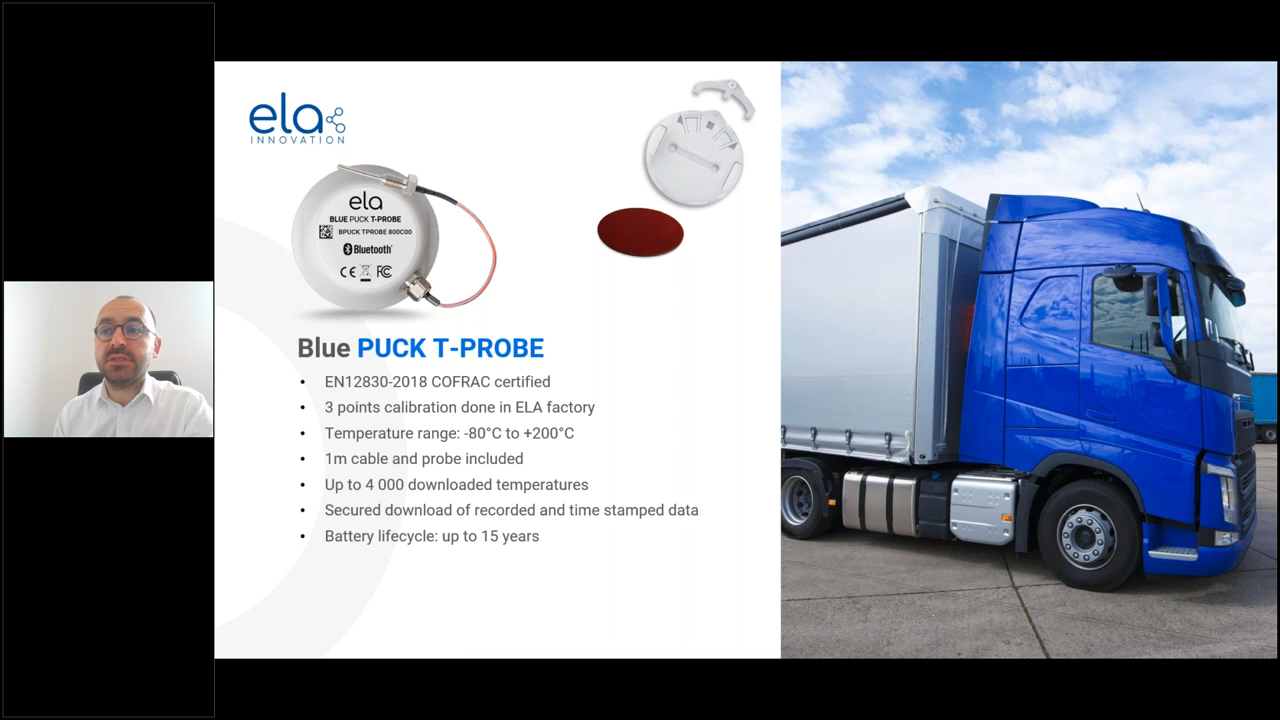 ela
INNOVATION
ela
BLUE PUCK T-PROBE
BPUCK TPROBE 800C00
Bluetooth
CE FC
Blue PUCK T-PROBE
• EN12830-2018 COFRAC certified
• 3 points calibration done in ELA factory
• Temperature range: -80°C to +200°C
• 1m cable and probe included
• Up to 4 000 downloaded temperatures
• Secured download of recorded and time stamped data
• Battery lifecycle: up to 15 years